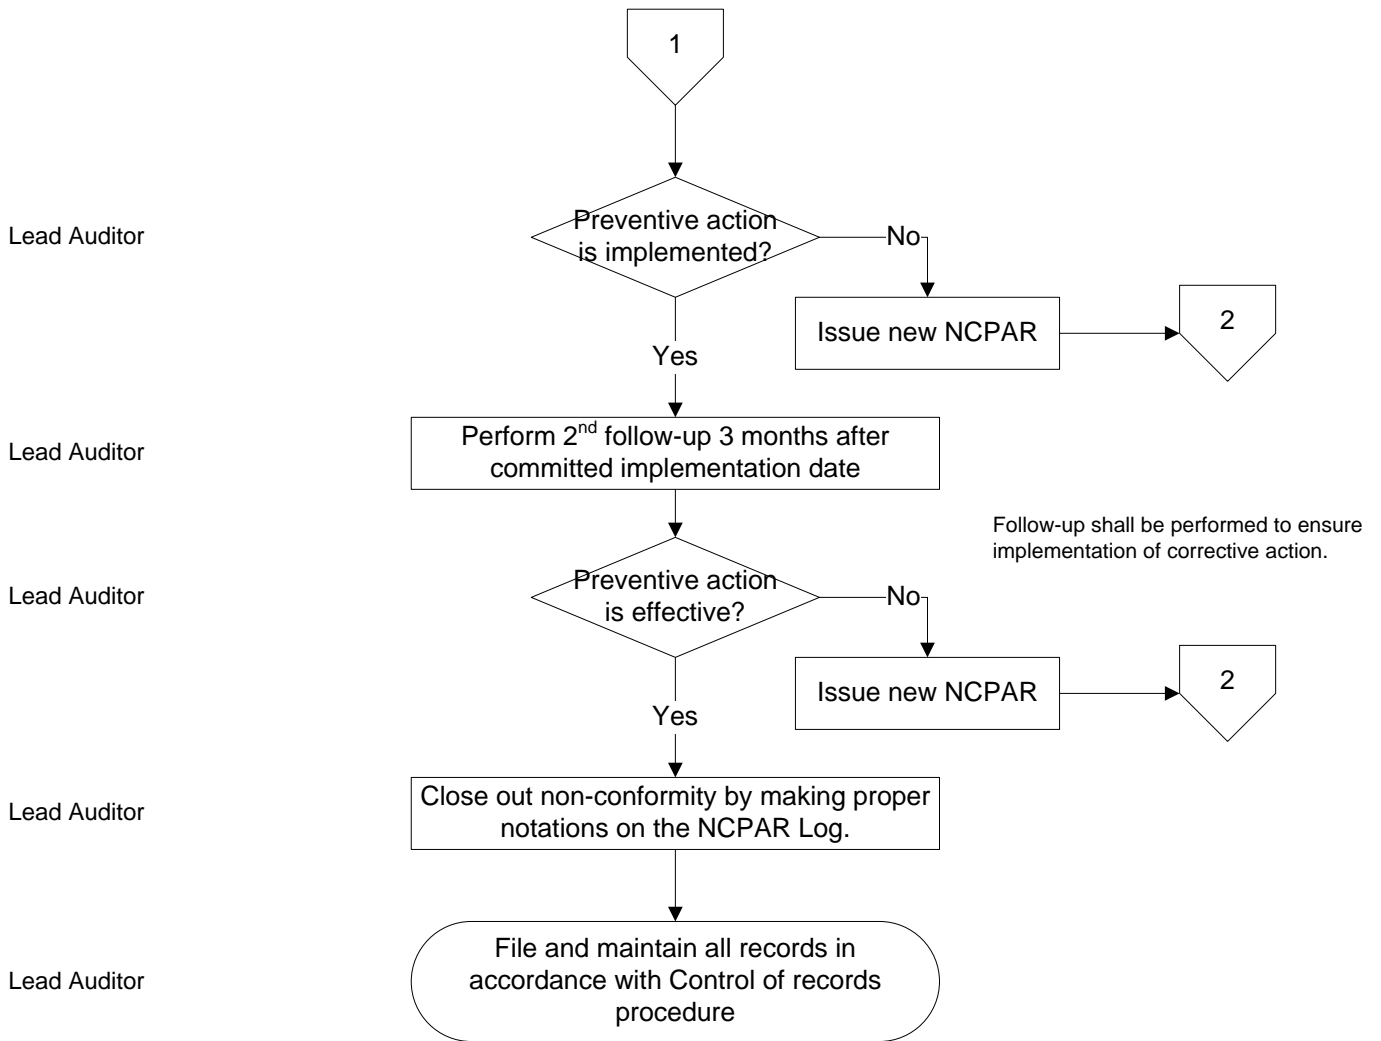 1
Lead Auditor
Preventive action
is implemented?
No
Issue new NCPAR
2
Yes
Lead Auditor
Perform 2nd follow-up 3 months after
committed implementation date
Follow-up shall be performed to ensure
implementation of corrective action.
Lead Auditor
Preventive action
is effective?
No
Issue new NCPAR
2
Yes
Lead Auditor
Close out non-conformity by making proper
notations on the NCPAR Log.
Lead Auditor
File and maintain all records in
accordance with Control of records
procedure